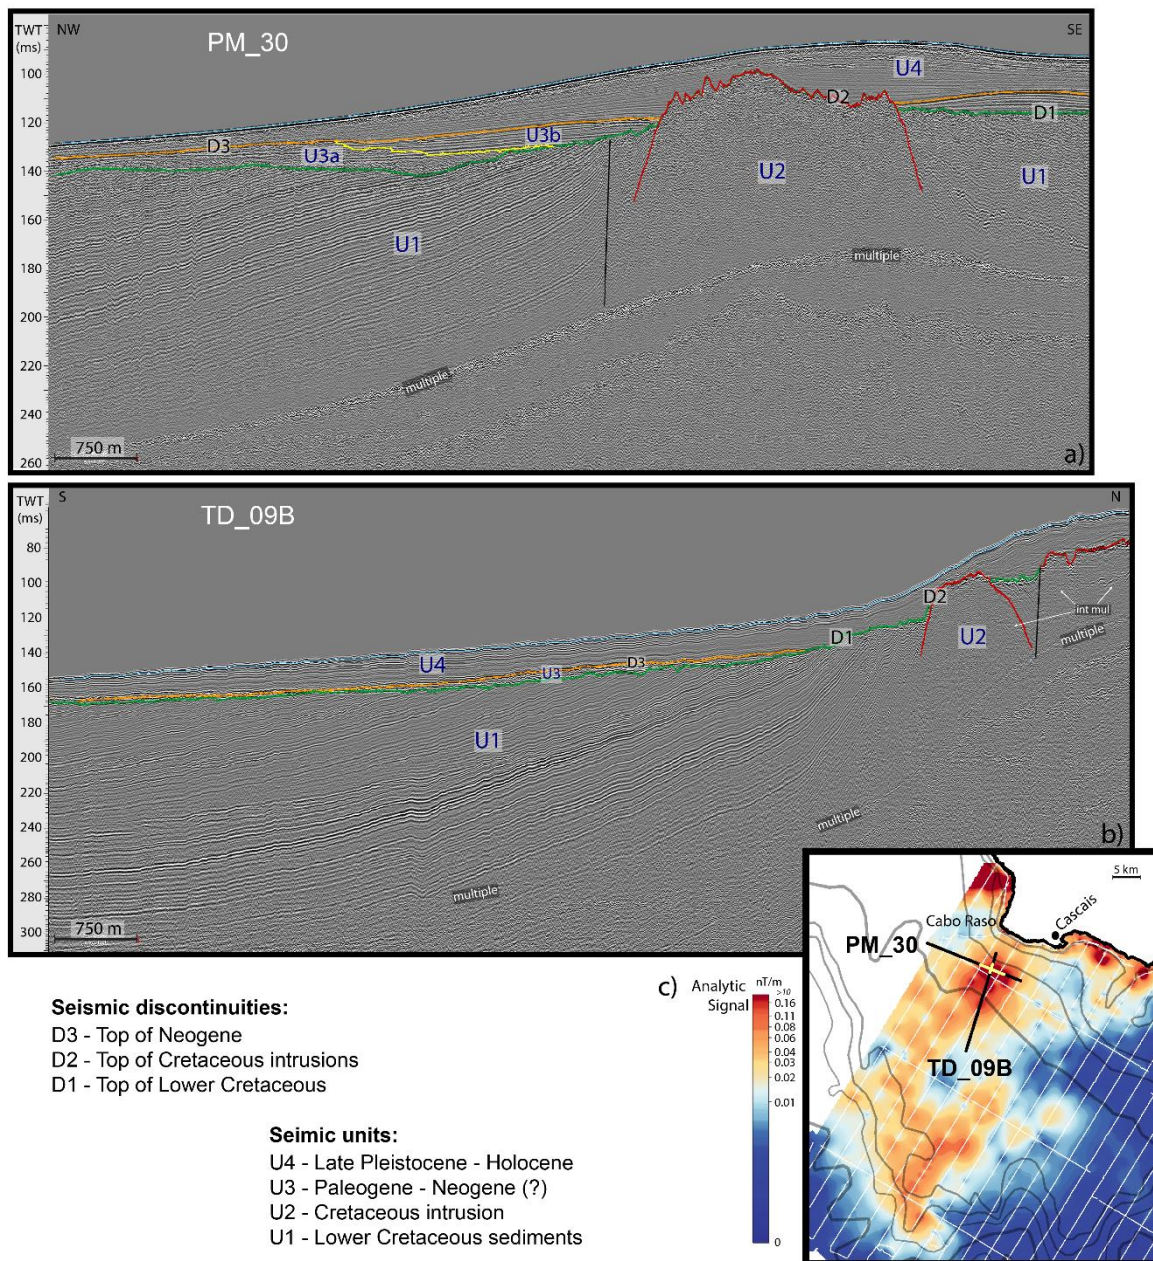 TWT
(ms)
NW
PM_30
SE
100
120
140
160
180
200
220
240
260
U4
D2
D1
D3
U3b
U3a
U2
U1
U1
multiple
multiple
750 m
a)
TWT
(ms)
S
TD_09B
N
80
100
120
140
160
180
200
220
240
260
280
300
D2
int mul
D1
U2
multiple
U4
U3
D3
U1
multiple
multiple
750 m
b)
5 km
Cabo Raso
Cascais
PM_30
TD_09B
c)
Analytic
Signal
nT/m
>10
0.16
0.11
0.08
0.06
0.04
0.03
0.02
0.01
0
Seismic discontinuities:
D3 - Top of Neogene
D2 - Top of Cretaceous intrusions
D1 - Top of Lower Cretaceous
Seimic units:
U4 - Late Pleistocene - Holocene
U3 - Paleogene - Neogene (?)
U2 - Cretaceous intrusion
U1 - Lower Cretaceous sediments